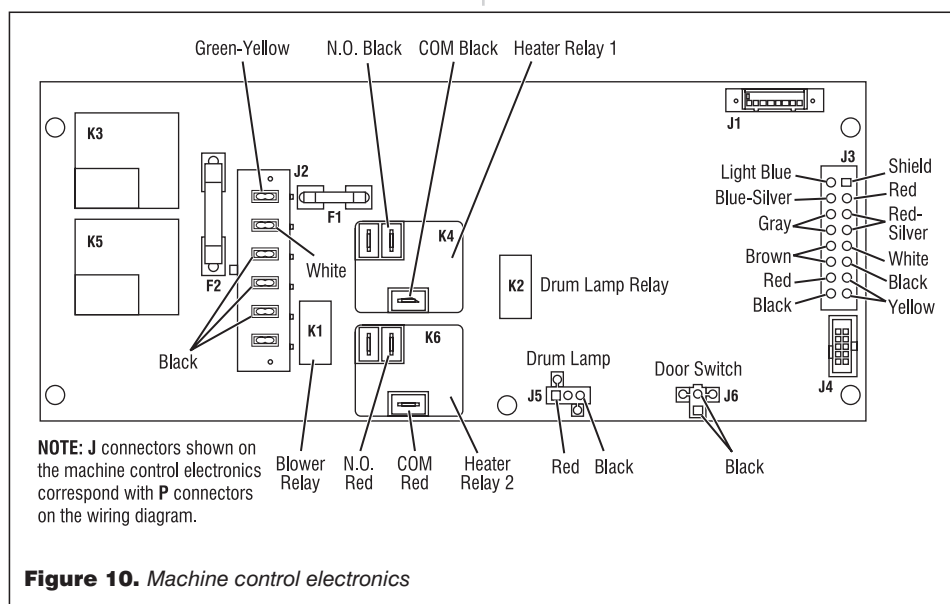 Green-Yellow
N.O. Black
COM Black
Heater Relay 1
K3
J2
F1
K4
J1
J3
Light Blue
Shield
Blue-Silver
Red
Gray
Red-
Silver
Brown
White
Red
Black
Black
Yellow
K5
F2
White
K2
Drum Lamp Relay
K1
K6
Black
Drum Lamp
J5
Door Switch
J6
J4
NOTE: J connectors shown on
the machine control electronics
correspond with P connectors
on the wiring diagram.
Blower
Relay
N.O.
Red
COM
Red
Heater
Relay 2
Red
Black
Black
Figure 10. Machine control electronics